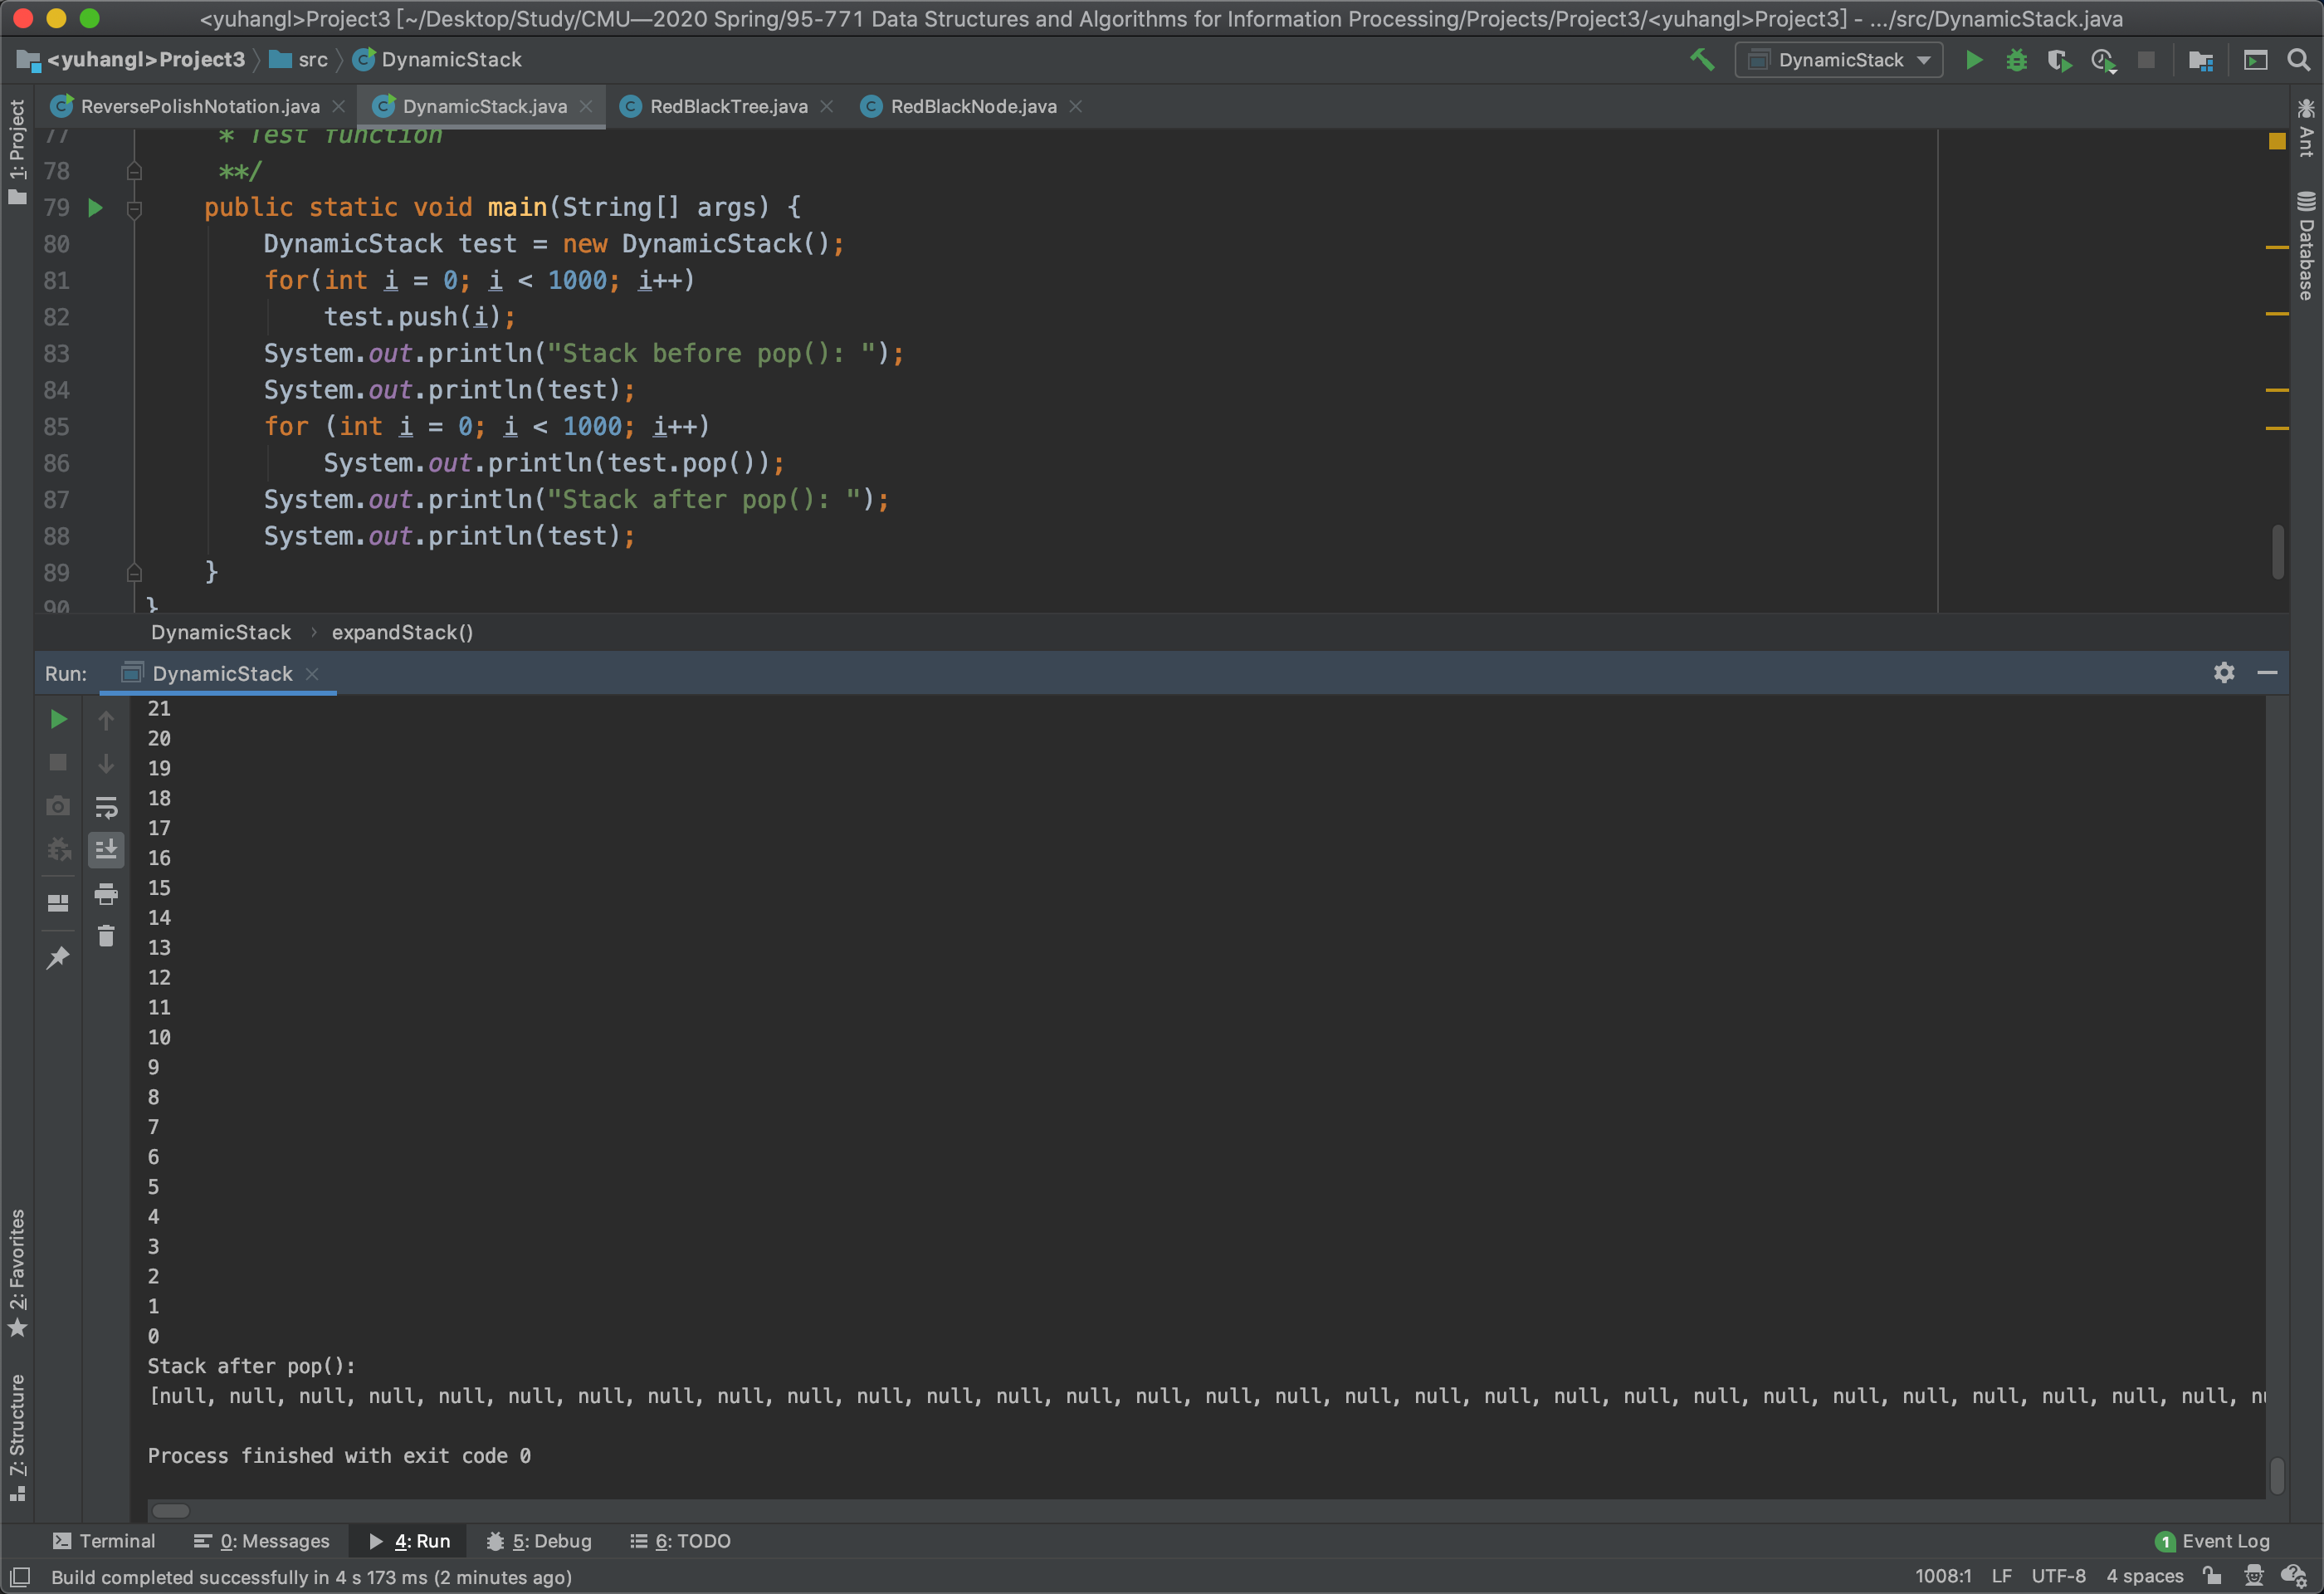 <yuhangl>Project3 [~/Desktop/Study/CMU—2020 Spring/95-771 Data Structures and Algorithms for Information Processing/Projects/Project3/<yuhangl>Project3] - .../src/DynamicStack.java
<yuhangl>Project3 src DynamicStack DynamicStack
ReversePolishNotation.java DynamicStack.java RedBlackTree.java RedBlackNode.java
1: Project
Ant
Database
77 * Test function
78 **/
79 public static void main(String[] args) {
80 DynamicStack test = new DynamicStack();
81 for(int i = 0; i < 1000; i++)
82 test.push(i);
83 System.out.println("Stack before pop(): ");
84 System.out.println(test);
85 for (int i = 0; i < 1000; i++)
86 System.out.println(test.pop());
87 System.out.println("Stack after pop(): ");
88 System.out.println(test);
89 }
90 }
DynamicStack › expandStack()
Run: DynamicStack
21
20
19
18
17
16
15
14
13
12
11
10
9
8
7
6
5
4
3
2
1
0
Stack after pop():
[null, null, null, null, null, null, null, null, null, null, null, null, null, null, null, null, null, null, null, null, null, null, null, null, null, null, null, null, null, null,
Process finished with exit code 0
2: Favorites
Z: Structure
Terminal 0: Messages 4: Run 5: Debug 6: TODO 1 Event Log
Build completed successfully in 4 s 173 ms (2 minutes ago) 1008:1 LF UTF-8 4 spaces